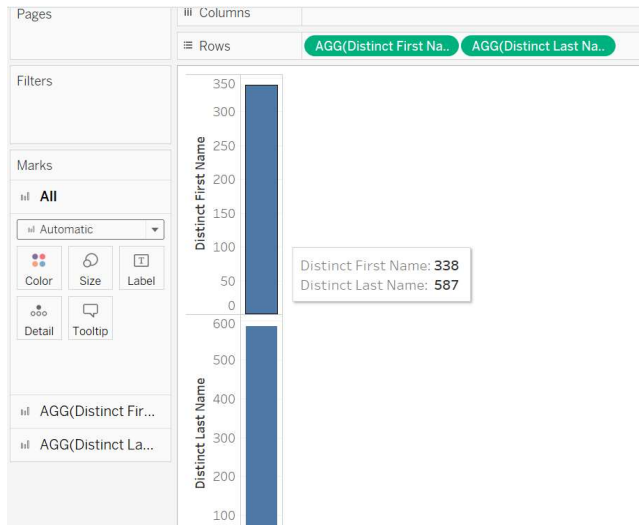 Pages
Columns
Rows
AGG(Distinct First Na..
AGG(Distinct Last Na..
Filters
Marks
All
Automatic
Color
Size
Label
Detail
Tooltip
AGG(Distinct Fir...
AGG(Distinct La...
350
300
250
200
150
100
50
0
Distinct First Name
Distinct First Name: 338
Distinct Last Name: 587
600
500
400
300
200
100
Distinct Last Name